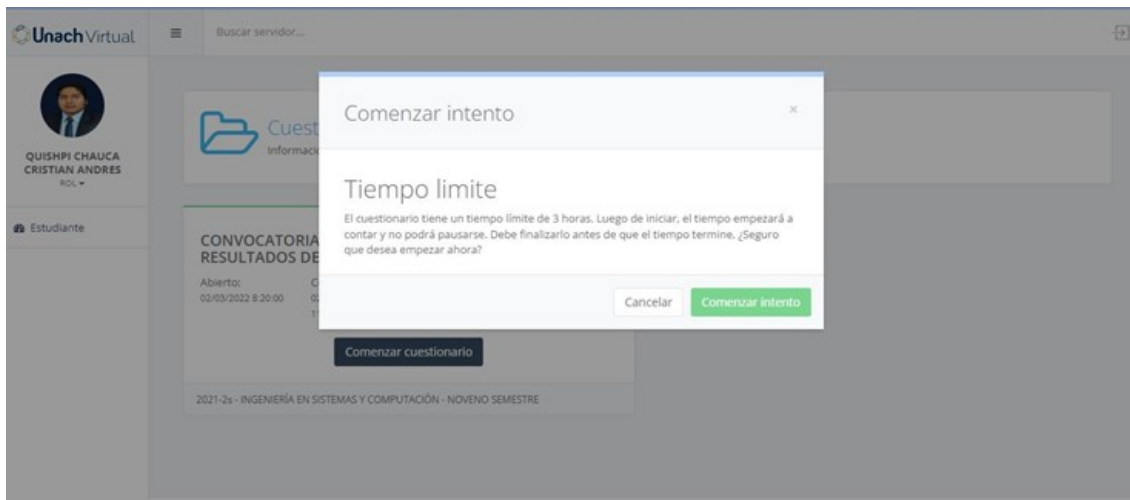 Unach Virtual
Buscar servidor...
QUISHPI CHAUCA
CRISTIAN ANDRES
ROL
Estudiante
Cuest
Informaci
CONVOCATORIA
RESULTADOS DE
Abierto:
02/03/2022 8:20:00
Comenzar intento
×
Tiempo limite
El cuestionario tiene un tiempo límite de 3 horas. Luego de iniciar, el tiempo empezará a
contar y no podrá pausarse. Debe finalizarlo antes de que el tiempo termine. ¿Seguro
que desea empezar ahora?
Cancelar
Comenzar intento
Comenzar cuestionario
2021-2s - INGENIERÍA EN SISTEMAS Y COMPUTACIÓN - NOVENO SEMESTRE